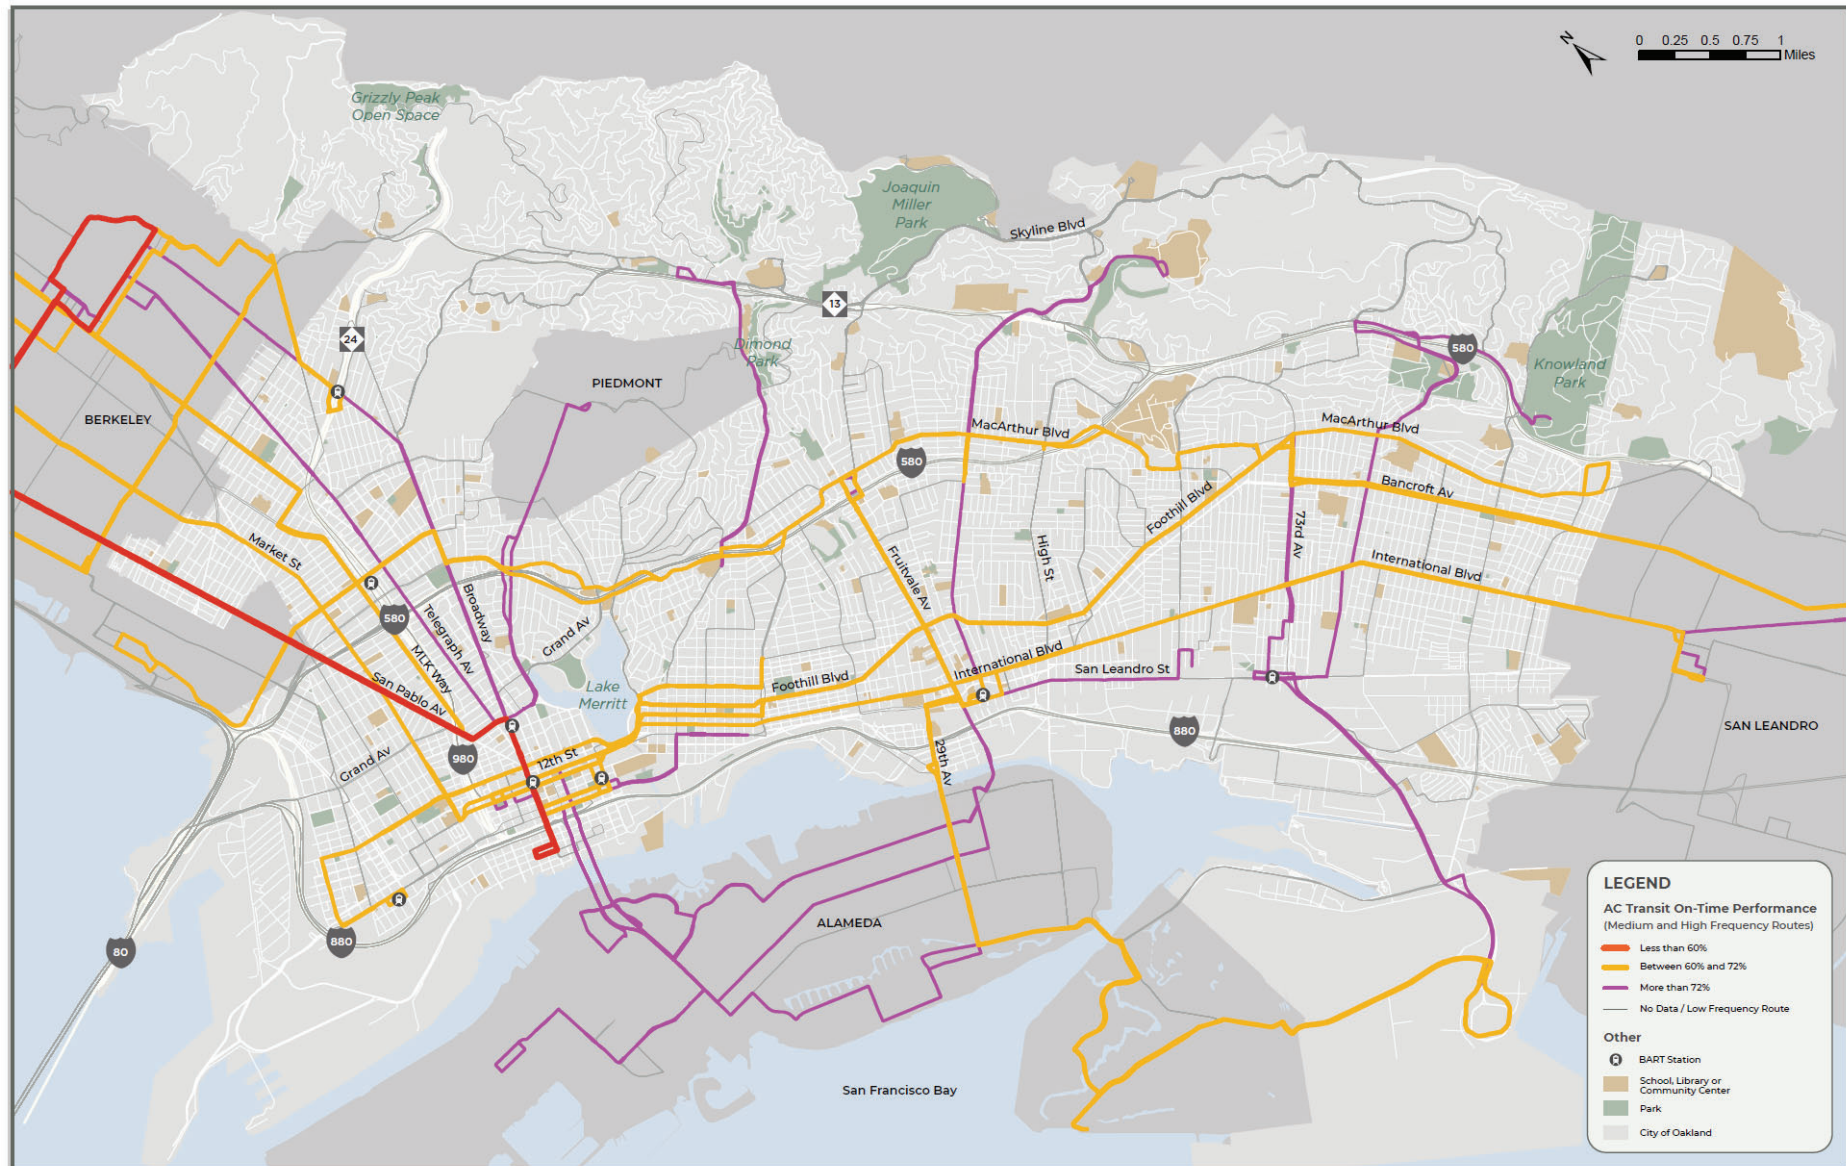 N
0 0.25 0.5 0.75 1
Miles
Grizzly Peak
Open Space
Joaquin
Miller
Park
Skyline Blvd
13
24
Dimond
Park
580
Knowland
Park
PIEDMONT
BERKELEY
MacArthur Blvd
MacArthur Blvd
580
Bancroft Av
Foothill Blvd
73rd Av
International Blvd
High St
Fruitvale Av
Market St
580
Telegraph Av
Broadway
Grand Av
MLK Way
San Pablo Av
Lake
Merritt
Foothill Blvd
International Blvd
San Leandro St
SAN LEANDRO
880
980
Grand Av
12th St
29th Av
ALAMEDA
880
80
San Francisco Bay
LEGEND
AC Transit On-Time Performance
(Medium and High Frequency Routes)
Less than 60%
Between 60% and 72%
More than 72%
No Data / Low Frequency Route
Other
BART Station
School, Library or
Community Center
Park
City of Oakland